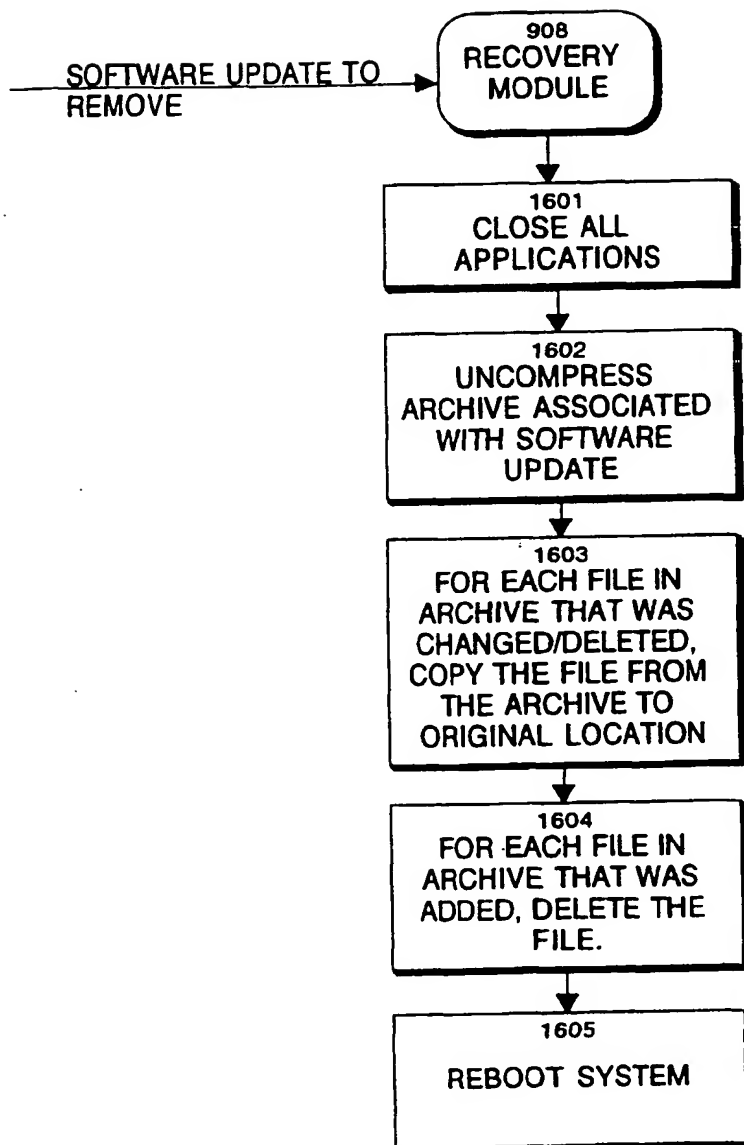 908
RECOVERY
MODULE
SOFTWARE UPDATE TO
REMOVE
1601
CLOSE ALL
APPLICATIONS
1602
UNCOMPRESS
ARCHIVE ASSOCIATED
WITH SOFTWARE
UPDATE
1603
FOR EACH FILE IN
ARCHIVE THAT WAS
CHANGED/DELETED,
COPY THE FILE FROM
THE ARCHIVE TO
ORIGINAL LOCATION
1604
FOR EACH FILE IN
ARCHIVE THAT WAS
ADDED, DELETE THE
FILE.
1605
REBOOT SYSTEM